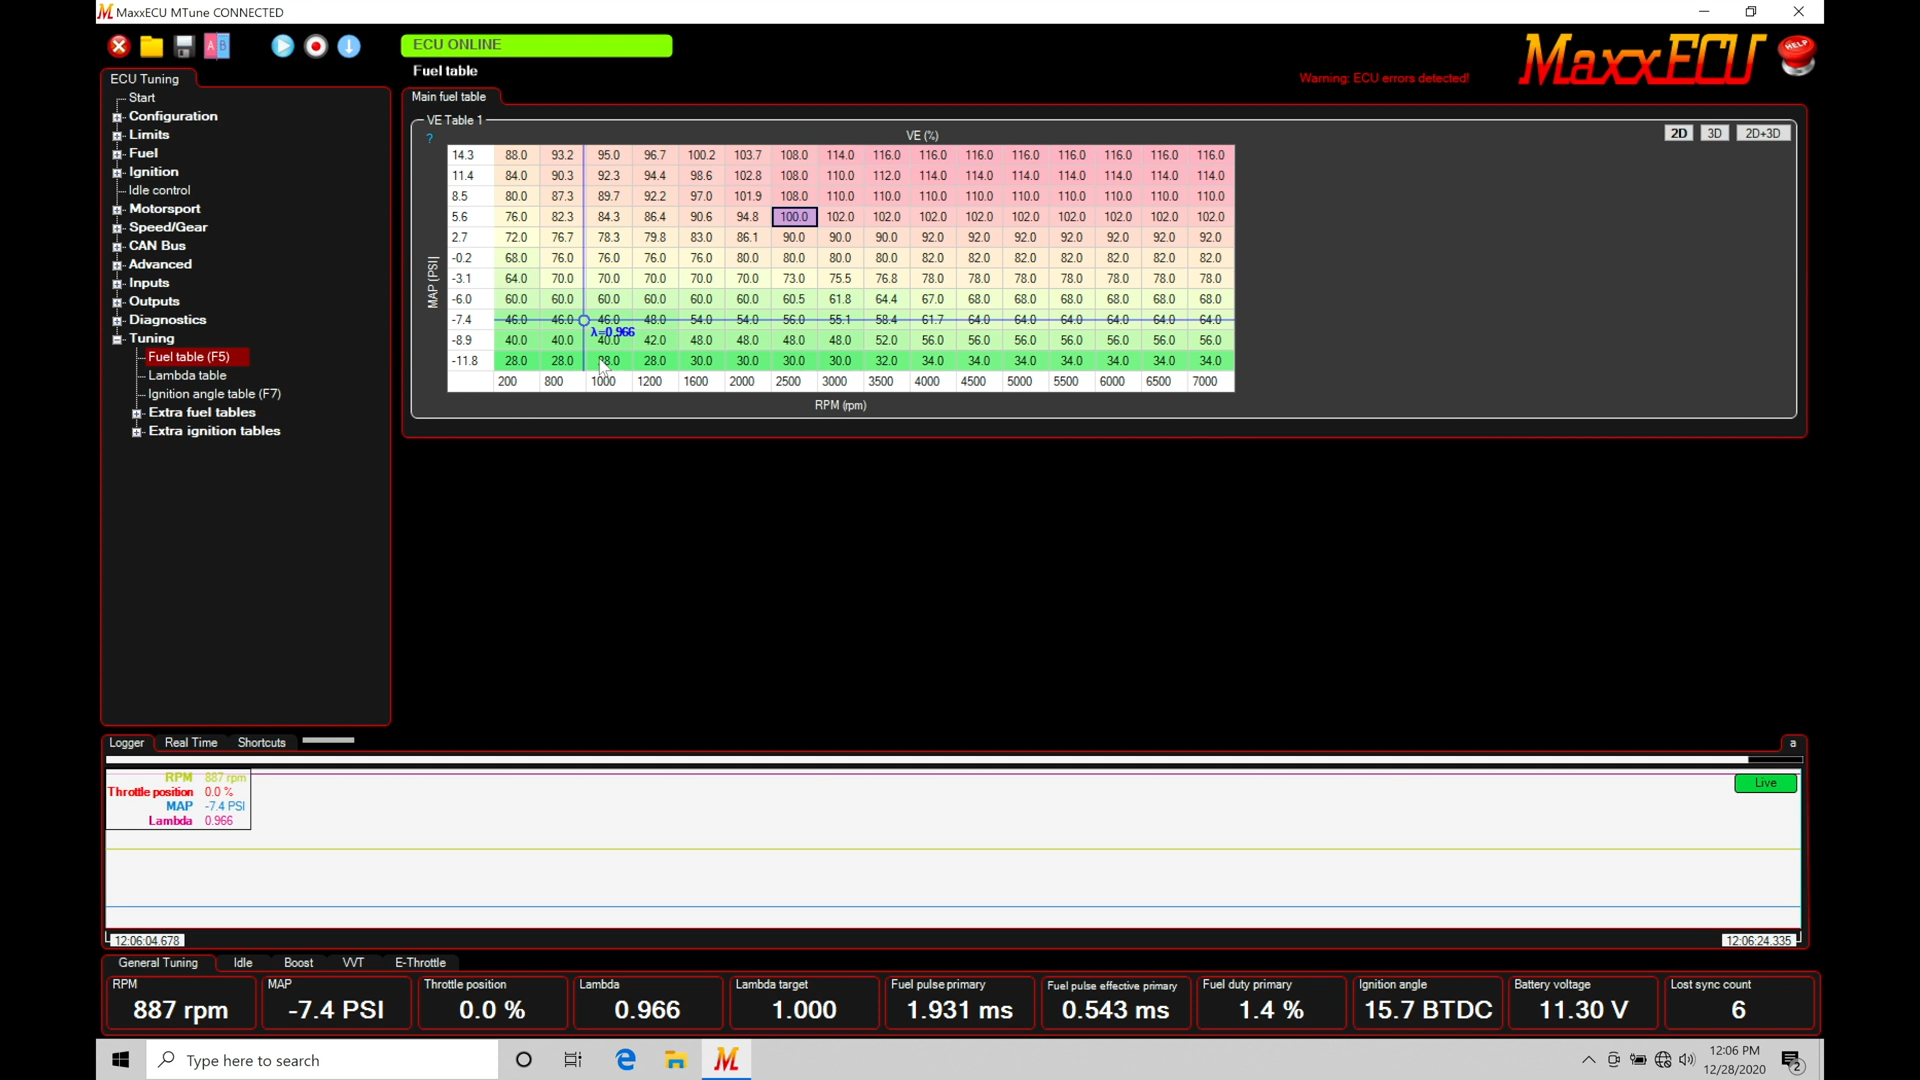 MaxxECU MTune CONNECTED
A B
ECU ONLINE
Fuel table
Warning: ECU errors detected!
MaxxECU
HELP
ECU Tuning
Start
Configuration
Limits
Fuel
Ignition
Idle control
Motorsport
Speed/Gear
CAN Bus
Advanced
Inputs
Outputs
Diagnostics
Tuning
Fuel table (F5)
Lambda table
Ignition angle table (F7)
Extra fuel tables
Extra ignition tables
Main fuel table
VE Table 1
?
VE (%)
2D 3D 2D+3D
MAP [PSI]
14.3 88.0 93.2 95.0 96.7 100.2 103.7 108.0 114.0 116.0 116.0 116.0 116.0 116.0 116.0 116.0 116.0
11.4 84.0 90.3 92.3 94.4 98.6 102.8 108.0 110.0 112.0 114.0 114.0 114.0 114.0 114.0 114.0 114.0
8.5 80.0 87.3 89.7 92.2 97.0 101.9 108.0 110.0 110.0 110.0 110.0 110.0 110.0 110.0 110.0 110.0
5.6 76.0 82.3 84.3 86.4 90.6 94.8 100.0 102.0 102.0 102.0 102.0 102.0 102.0 102.0 102.0 102.0
2.7 72.0 76.7 78.3 79.8 83.0 86.1 90.0 90.0 90.0 92.0 92.0 92.0 92.0 92.0 92.0 92.0
-0.2 68.0 76.0 76.0 76.0 76.0 80.0 80.0 80.0 80.0 82.0 82.0 82.0 82.0 82.0 82.0 82.0
-3.1 64.0 70.0 70.0 70.0 70.0 70.0 73.0 75.5 76.8 78.0 78.0 78.0 78.0 78.0 78.0 78.0
-6.0 60.0 60.0 60.0 60.0 60.0 60.0 60.5 61.8 64.4 67.0 68.0 68.0 68.0 68.0 68.0 68.0
-7.4 46.0 46.0 46.0 48.0 54.0 54.0 56.0 55.1 58.4 61.7 64.0 64.0 64.0 64.0 64.0 64.0
λ=0.966
-8.9 40.0 40.0 40.0 42.0 48.0 48.0 48.0 48.0 52.0 56.0 56.0 56.0 56.0 56.0 56.0 56.0
-11.8 28.0 28.0 28.0 28.0 30.0 30.0 30.0 30.0 32.0 34.0 34.0 34.0 34.0 34.0 34.0 34.0
200 800 1000 1200 1600 2000 2500 3000 3500 4000 4500 5000 5500 6000 6500 7000
RPM (rpm)
Logger Real Time Shortcuts
a
RPM 887 rpm
Throttle position 0.0 %
MAP -7.4 PSI
Lambda 0.966
Live
12:06:04.678
12:06:24.335
General Tuning Idle Boost VVT E-Throttle
RPM MAP Throttle position Lambda Lambda target Fuel pulse primary Fuel pulse effective primary Fuel duty primary Ignition angle Battery voltage Lost sync count
887 rpm -7.4 PSI 0.0 % 0.966 1.000 1.931 ms 0.543 ms 1.4 % 15.7 BTDC 11.30 V 6
Type here to search
12:06 PM
12/28/2020
2